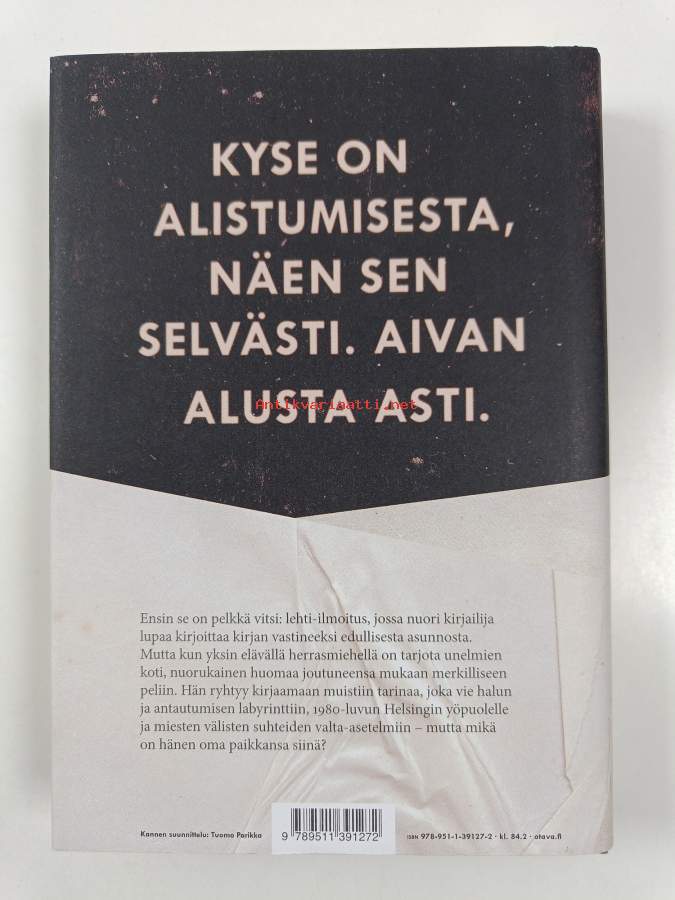 KYSE ON
ALISTUMISESTA,
NÄEN SEN
SELVÄSTI. AIVAN
ALUSTA ASTI.
Antikvariaatti.net
Ensin se on pelkkä vitsi: lehti-ilmoitus, jossa nuori kirjailija
lupaa kirjoittaa kirjan vastineeksi edullisesta asunnosta.
Mutta kun yksin elävällä herrasmiehellä on tarjota unelmien
koti, nuorukainen huomaa joutuneensa mukaan merkilliseen
peliin. Hän ryhtyy kirjaamaan muistiin tarinaa, joka vie halun
ja antautumisen labyrinttiin, 1980-luvun Helsingin yöpuolelle
ja miesten välisten suhteiden valta-asetelmiin – mutta mikä
on hänen oma paikkansa siinä?
Kannen suunnittelu: Tuomo Parikka
9 789511 391272
ISBN 978-951-1-39127-2 · kl. 84.2 · otava.fi